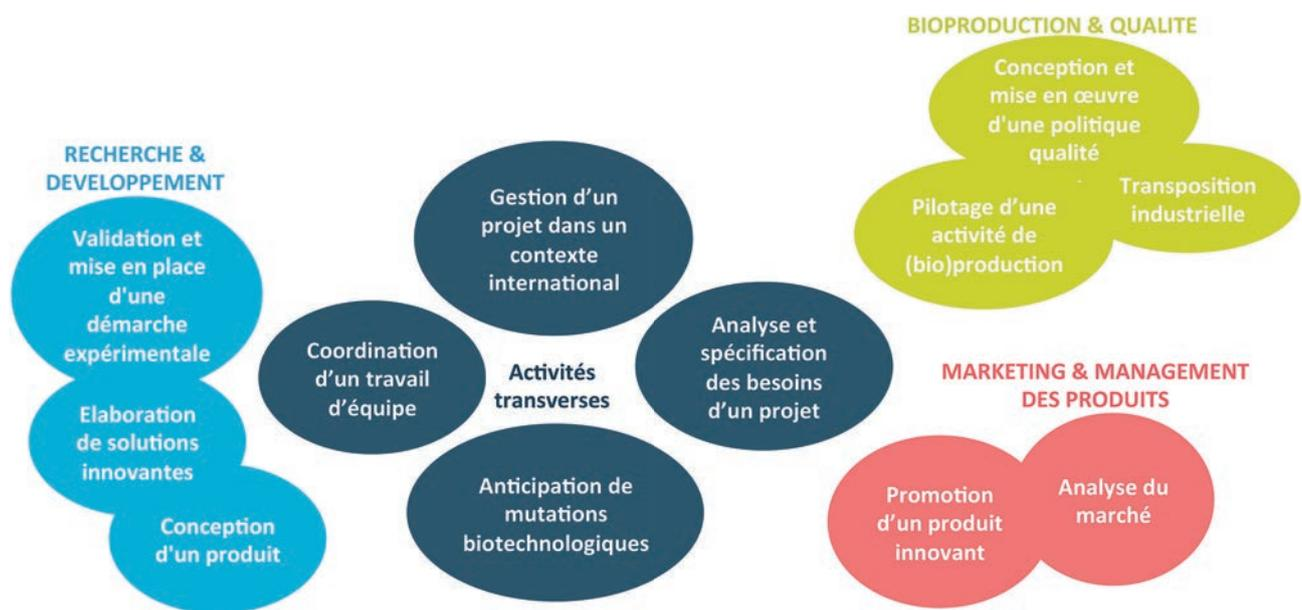 RECHERCHE &
DEVELOPPEMENT
Validation et
mise en place
d'une
démarche
expérimentale
Elaboration
de solutions
innovantes
Conception
d'un produit
Gestion d’un
projet dans un
contexte
international
Coordination
d’un travail
d’équipe
Activités
transverses
Analyse et
spécification
des besoins
d’un projet
Anticipation de
mutations
biotechnologiques
BIOPRODUCTION & QUALITE
Conception et
mise en œuvre
d'une politique
qualité
Pilotage d’une
activité de
(bio)production
Transposition
industrielle
MARKETING & MANAGEMENT
DES PRODUITS
Promotion
d’un produit
innovant
Analyse du
marché